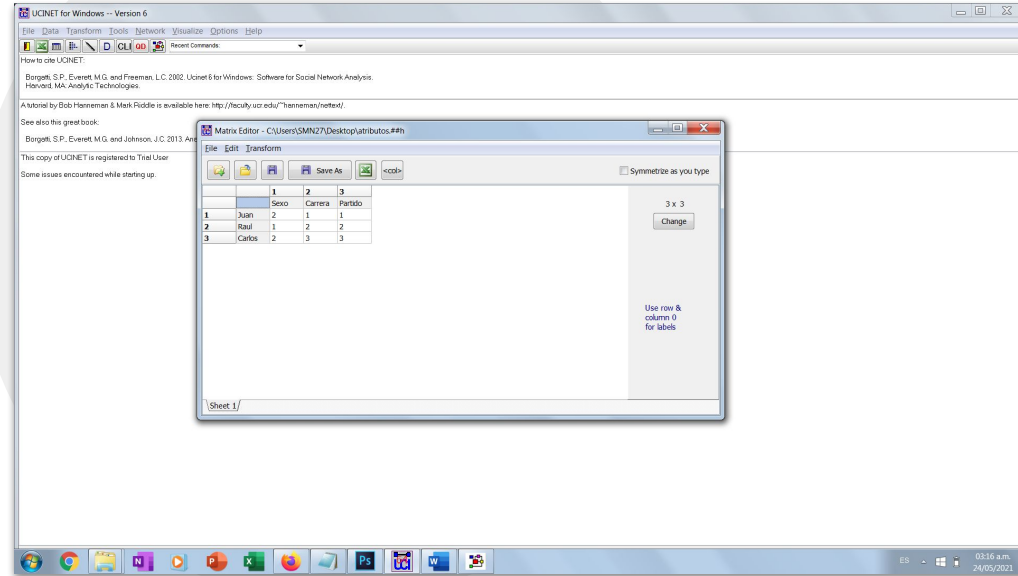 UCINET for Windows -- Version 6
File Data Transform Tools Network Visualize Options Help
D CLI QD Recent Commands:
How to cite UCINET:
Borgatti, S.P., Everett, M.G. and Freeman, L.C. 2002. Ucinet 6 for Windows: Software for Social Network Analysis.
Harvard, MA: Analytic Technologies.
A tutorial by Bob Hanneman & Mark Riddle is available here: http://faculty.ucr.edu/~hanneman/nettext/.
See also this great book:
Borgatti, S.P., Everett, M.G. and Johnson, J.C. 2013.
This copy of UCINET is registered to Trial User
Some issues encountered while starting up.
Matrix Editor - C:\Users\SMN27\Desktop\atributos.##h
File Edit Transform
Save As <col> Symmetrize as you type
1 2 3
Sexo Carrera Partido
1 Juan 2 1 1
2 Raul 1 2 2
3 Carlos 2 3 3
3 x 3
Change
Use row &
column 0
for labels
Sheet 1
N P X Ps W
ES 03:16 a.m.
24/05/2021